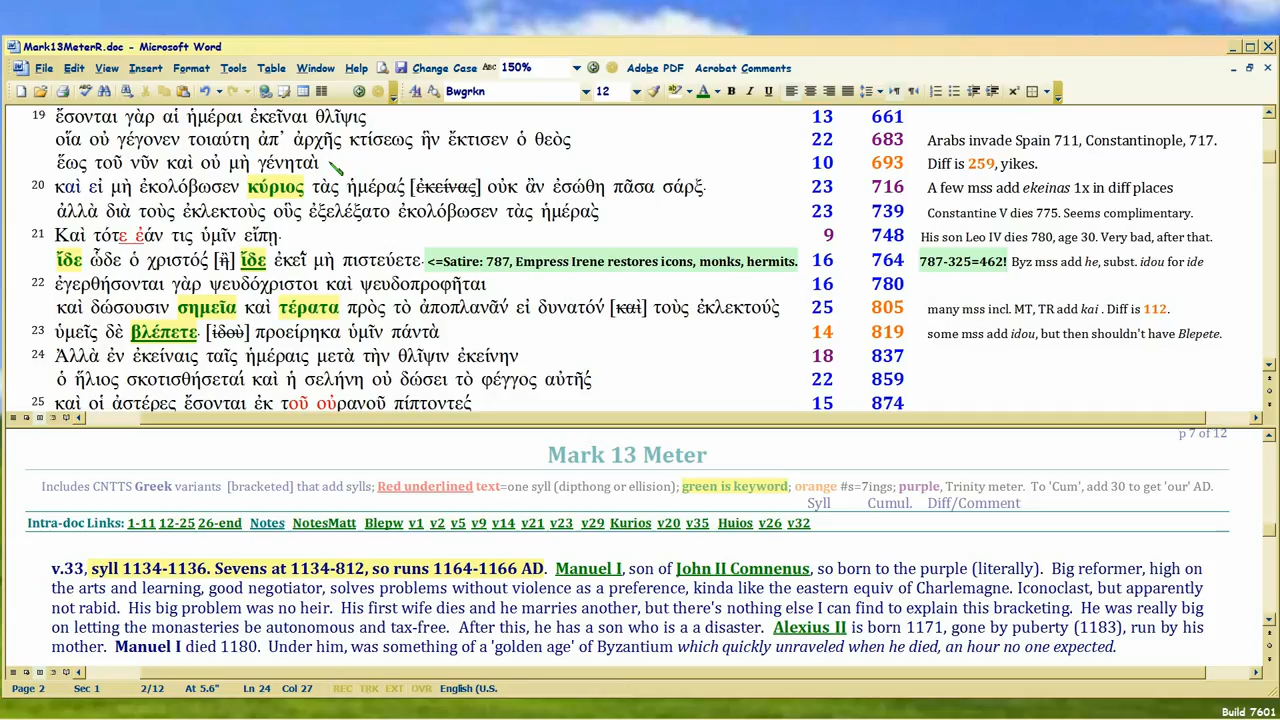 Mark13MeterR.doc - Microsoft Word
File Edit View Insert Format Tools Table Window Help Change Case 150% Adobe PDF Acrobat Comments
Bwgrkn 12 B I U
19 ἔσονται γὰρ αἱ ἡμέραι ἐκεῖναι θλῖψις 13 661
οἵα οὐ γέγονεν τοιαύτη ἀπ’ ἀρχῆς κτίσεως ἣν ἔκτισεν ὁ θεὸς 22 683 Arabs invade Spain 711, Constantinople, 717.
ἕως τοῦ νῦν καὶ οὐ μὴ γένηταὶ 10 693 Diff is 259, yikes.
20 καὶ εἰ μὴ ἐκολόβωσεν κύριος τὰς ἡμέρας́ [ἐκείνας] οὐκ ἂν ἐσώθη πᾶσα σάρξ· 23 716 A few mss add ekeinas 1x in diff places
ἀλλὰ διὰ τοὺς ἐκλεκτοὺς οὓς ἐξελέξατο ἐκολόβωσεν τὰς ἡμέρας̀ 23 739 Constantine V dies 775. Seems complimentary.
21 Καὶ τότε ἐάν τις ὑμῖν εἴπῃ· 9 748 His son Leo IV dies 780, age 30. Very bad, after that.
ἴδε ὧδε ὁ χριστός [ἢ] ἴδε ἐκεῖ́ μὴ πιστεύετε· <=Satire: 787, Empress Irene restores icons, monks, hermits. 16 764 787-325=462! Byz mss add he, subst. idou for ide
22 ἐγερθήσονται γὰρ ψευδόχριστοι καὶ ψευδοπροφῆται 16 780
καὶ δώσουσιν σημεῖα καὶ τέρατα πρὸς τὸ ἀποπλανᾶν́ εἰ δυνατόν́ [καὶ] τοὺς ἐκλεκτού̀ς 25 805 many mss incl. MT, TR add kai . Diff is 112.
23 ὑμεῖς δὲ βλέπετε· [ἰδοὺ] προείρηκα ὑμῖν πάντὰ 14 819 some mss add idou, but then shouldn't have Blepete.
24 Ἀλλὰ ἐν ἐκείναις ταῖς ἡμέραις μετὰ τὴν θλῖψιν ἐκείνην 18 837
ὁ ἥλιος σκοτισθήσεταί καὶ ἡ σελήνη οὐ δώσει τὸ φέγγος αὐτῆς́ 22 859
25 καὶ οἱ ἀστέρες ἔσονται ἐκ τοῦ οὐρανοῦ πίπτοντες́ 15 874
p 7 of 12
Mark 13 Meter
Includes CNTTS Greek variants [bracketed] that add sylls; Red underlined text=one syll (dipthong or ellision); green is keyword; orange #s=7ings; purple, Trinity meter. To 'Cum', add 30 to get 'our' AD.
Syll Cumul. Diff/Comment
Intra-doc Links: 1-11 12-25 26-end Notes NotesMatt Blepw v1 v2 v5 v9 v14 v21 v23 v29 Kurios v20 v35 Huios v26 v32
v.33, syll 1134-1136. Sevens at 1134-812, so runs 1164-1166 AD. Manuel I, son of John II Comnenus, so born to the purple (literally). Big reformer, high on
the arts and learning, good negotiator, solves problems without violence as a preference, kinda like the eastern equiv of Charlemagne. Iconoclast, but apparently
not rabid. His big problem was no heir. His first wife dies and he marries another, but there's nothing else I can find to explain this bracketing. He was really big
on letting the monasteries be autonomous and tax-free. After this, he has a son who is a a disaster. Alexius II is born 1171, gone by puberty (1183), run by his
mother. Manuel I died 1180. Under him, was something of a 'golden age' of Byzantium which quickly unraveled when he died, an hour no one expected.
Page 2 Sec 1 2/12 At 5.6" Ln 24 Col 27 REC TRK EXT OVR English (U.S.
Build 7601